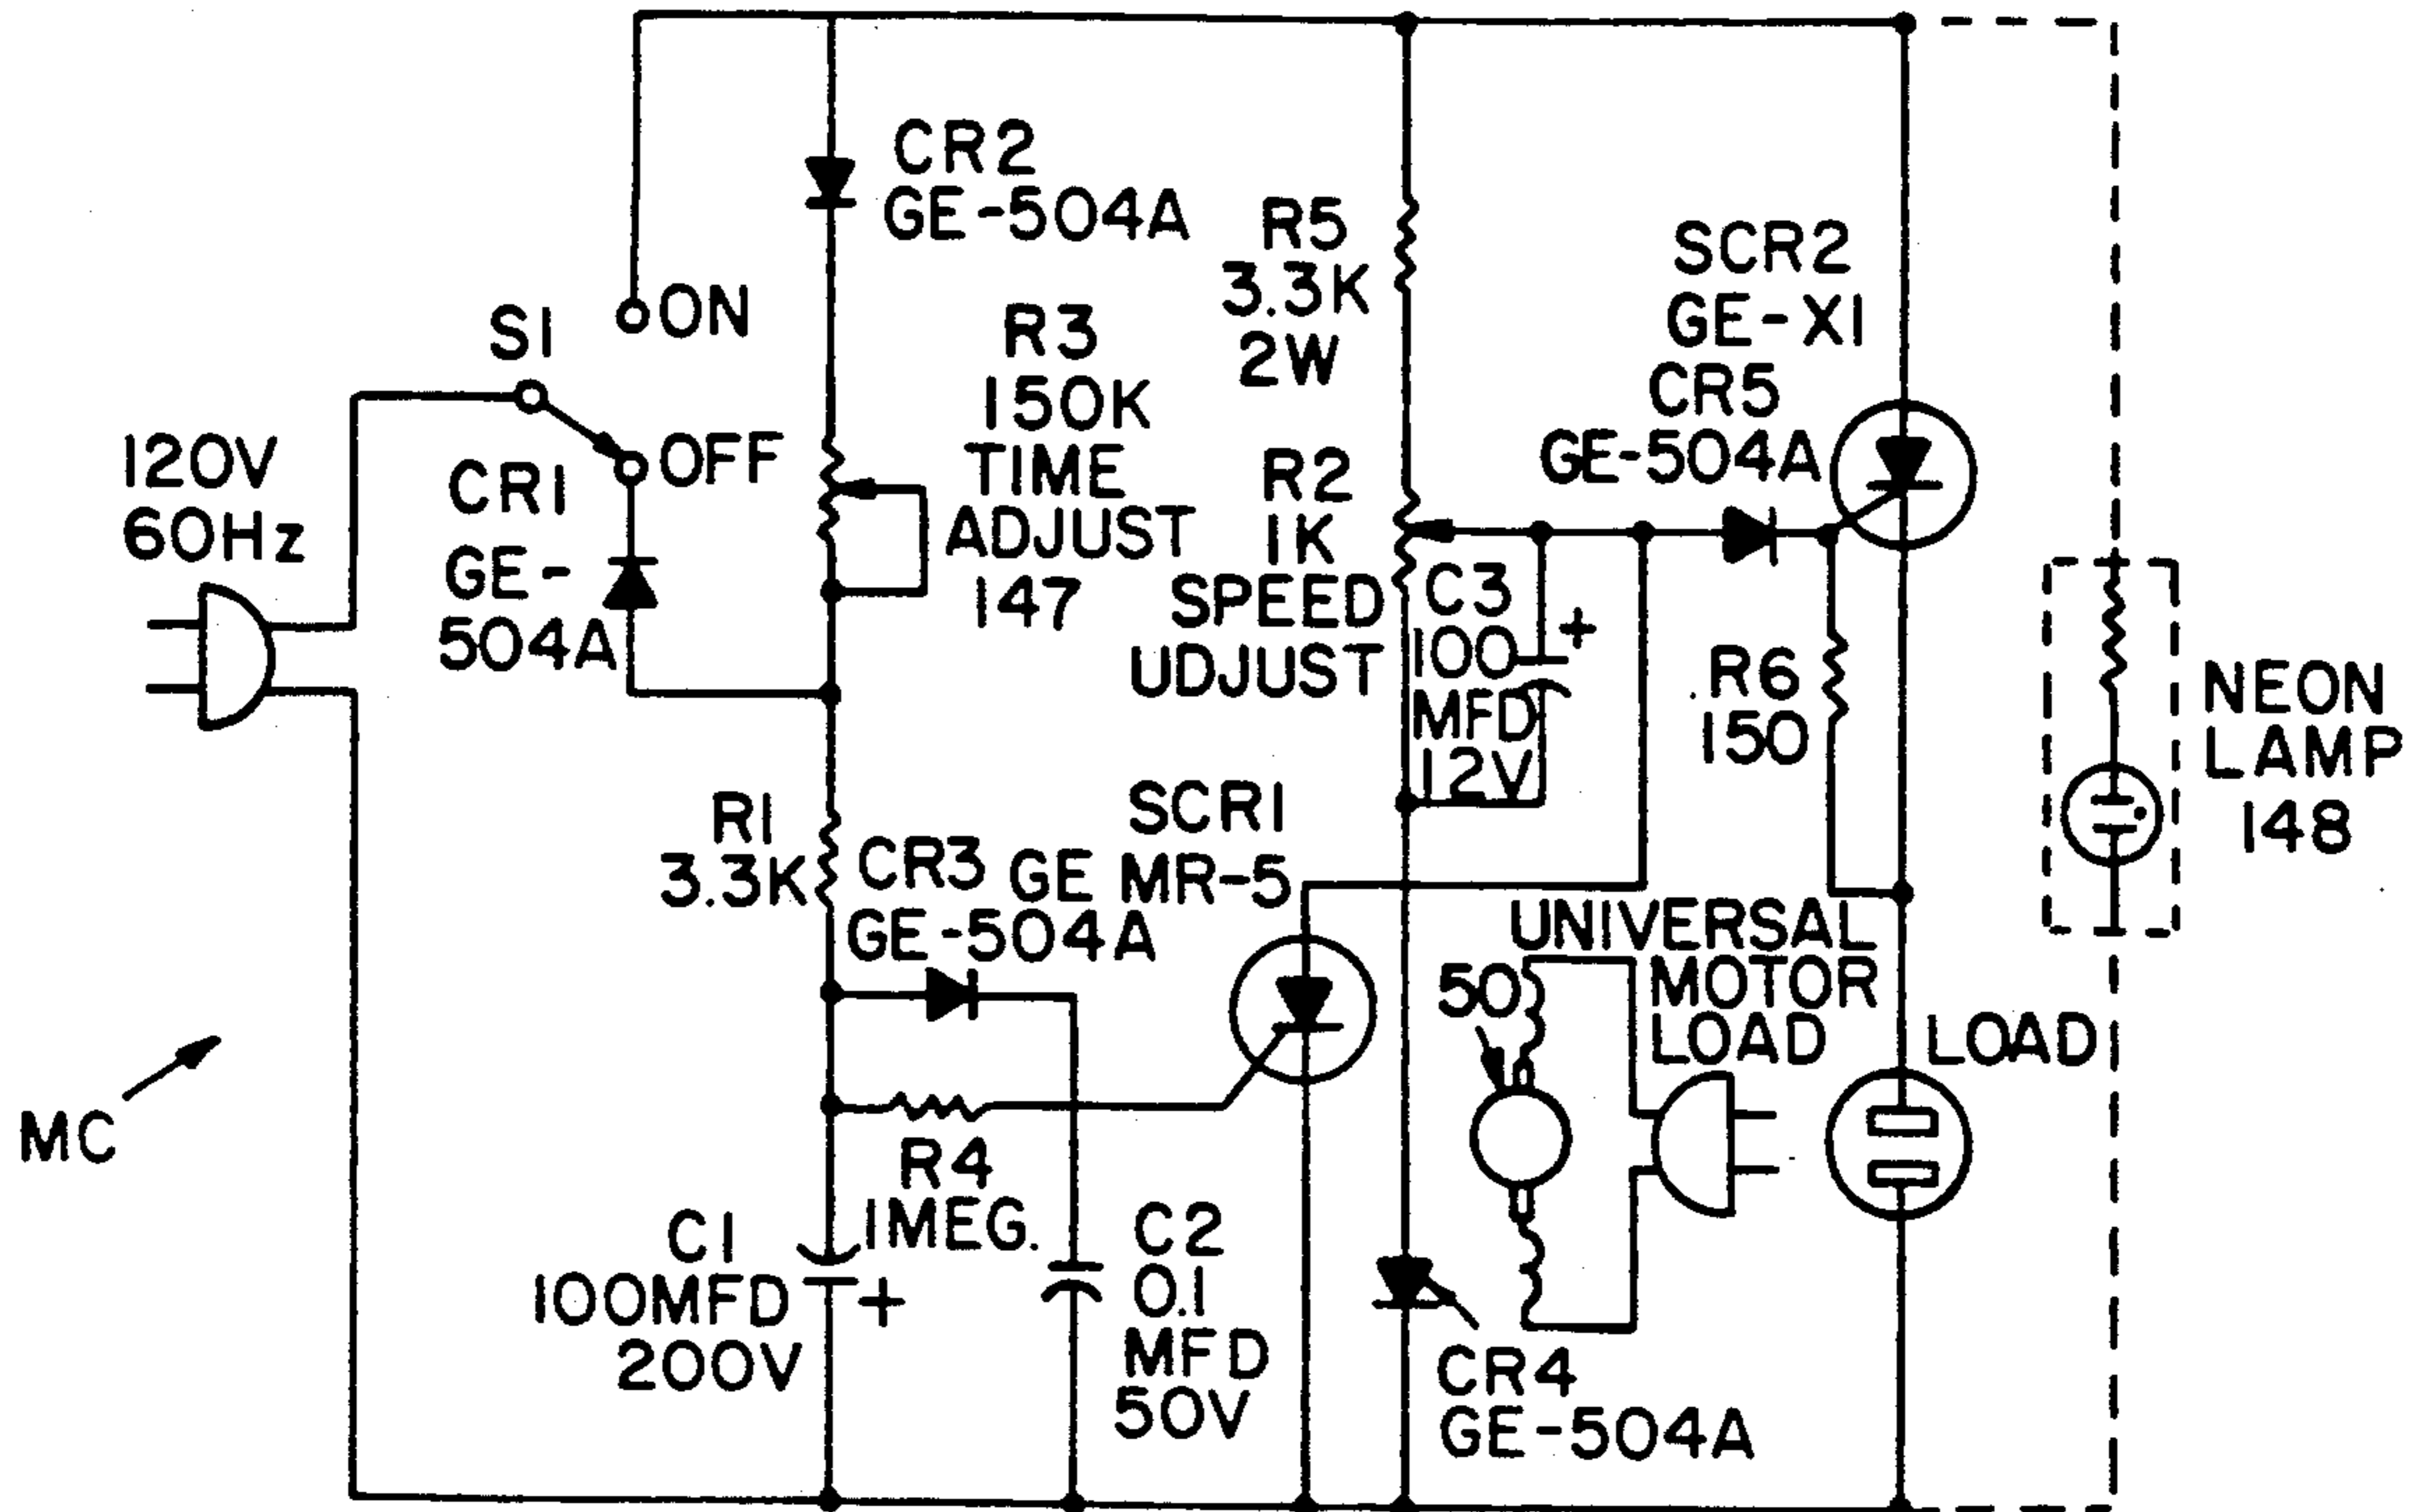 CR2
GE-504A
R5
3.3K
2W
SCR2
GE-X1
S1
ON
R3
150K
TIME
ADJUST
147
CR5
GE-504A
120V
60Hz
OFF
CR1
GE-
504A
R2
1K
SPEED
UDJUST
C3
+
100
MFD
12V
R6
150
NEON
LAMP
148
R1
3.3K
CR3
GE-504A
SCR1
GE MR-5
UNIVERSAL
MOTOR
LOAD
50
LOAD
MC
R4
1MEG.
C1
100MFD
200V
+
C2
0.1
MFD
50V
CR4
GE-504A